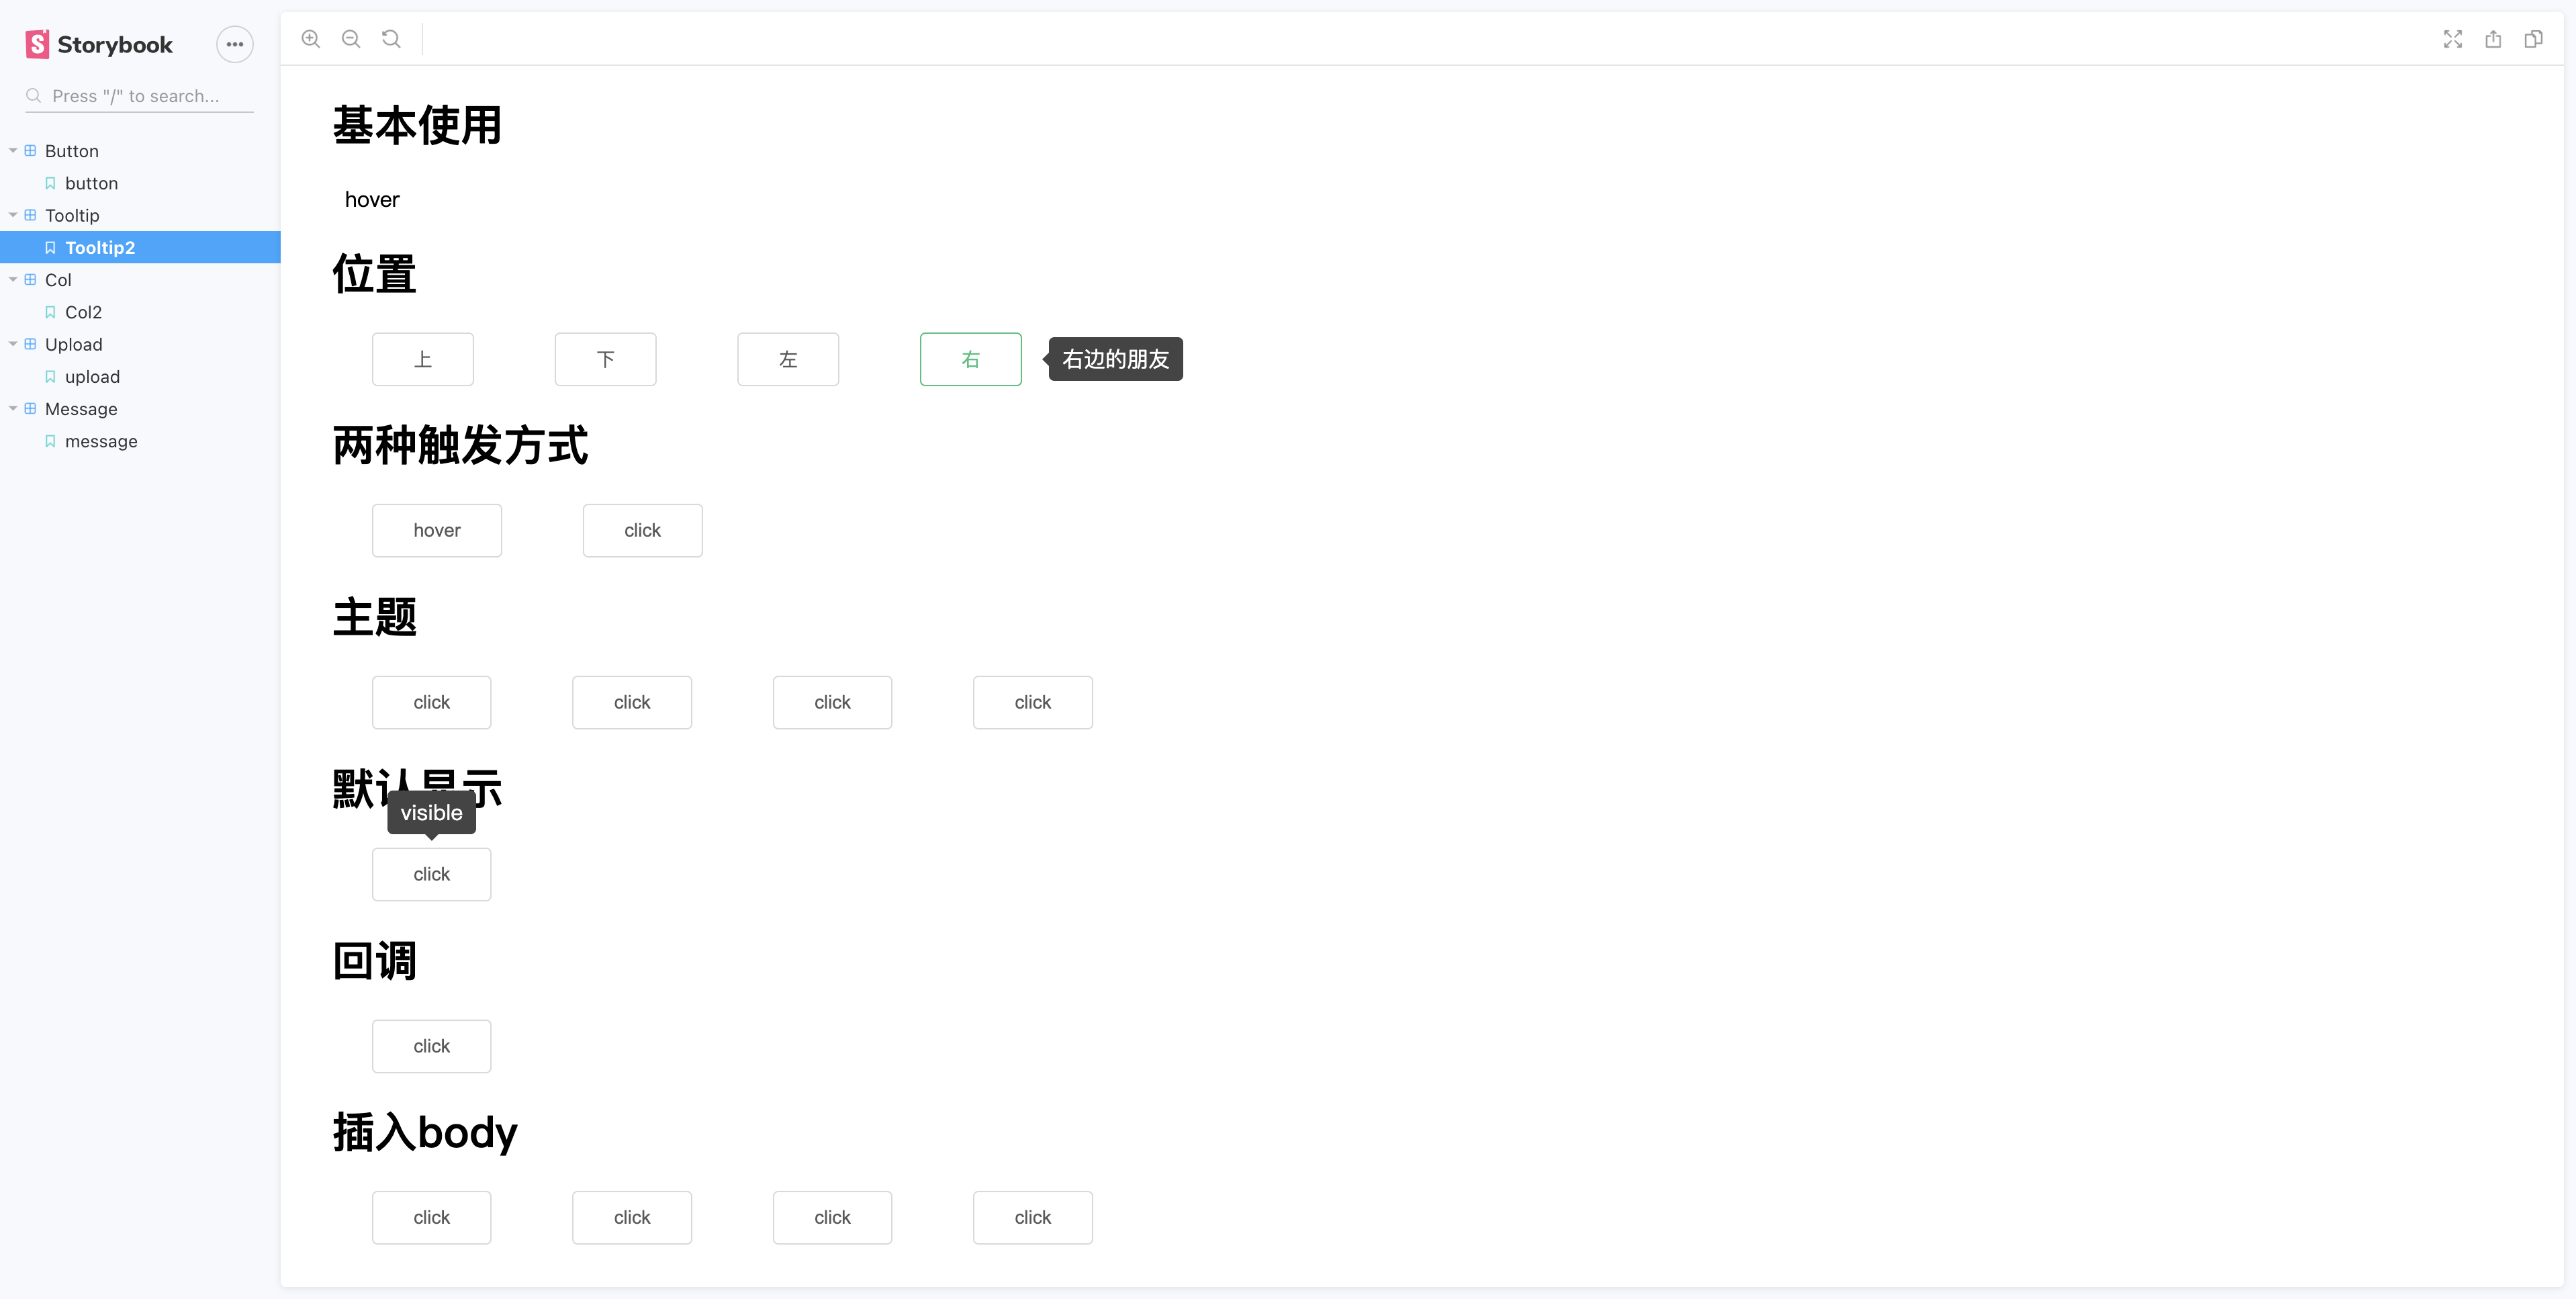 Storybook
Press "/" to search...
Button
button
Tooltip
Tooltip2
Col
Col2
Upload
upload
Message
message
基本使用
hover
位置
上 下 左 右 右边的朋友
两种触发方式
hover click
主题
click click click click
默认显示
visible
click
回调
click
插入body
click click click click